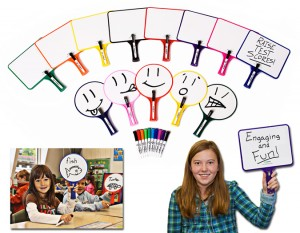 RAISE
TEST
SCORES!
Engaging
and
Fun!
Fish